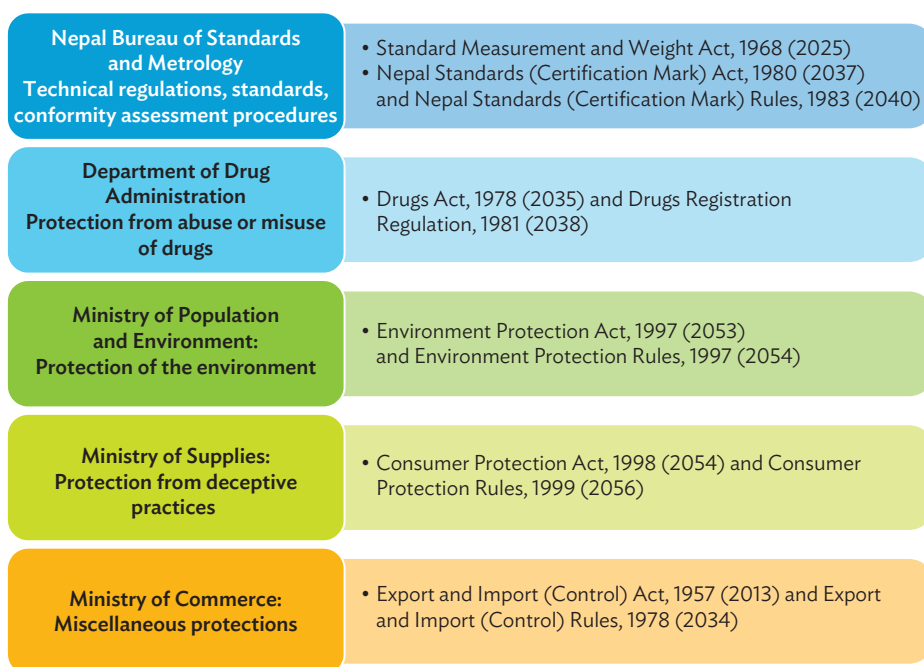 Nepal Bureau of Standards
and Metrology
Technical regulations, standards,
conformity assessment procedures
• Standard Measurement and Weight Act, 1968 (2025)
• Nepal Standards (Certification Mark) Act, 1980 (2037)
and Nepal Standards (Certification Mark) Rules, 1983 (2040)
Department of Drug
Administration
Protection from abuse or misuse
of drugs
• Drugs Act, 1978 (2035) and Drugs Registration
Regulation, 1981 (2038)
Ministry of Population
and Environment:
Protection of the environment
• Environment Protection Act, 1997 (2053)
and Environment Protection Rules, 1997 (2054)
Ministry of Supplies:
Protection from deceptive
practices
• Consumer Protection Act, 1998 (2054) and Consumer
Protection Rules, 1999 (2056)
Ministry of Commerce:
Miscellaneous protections
• Export and Import (Control) Act, 1957 (2013) and Export
and Import (Control) Rules, 1978 (2034)